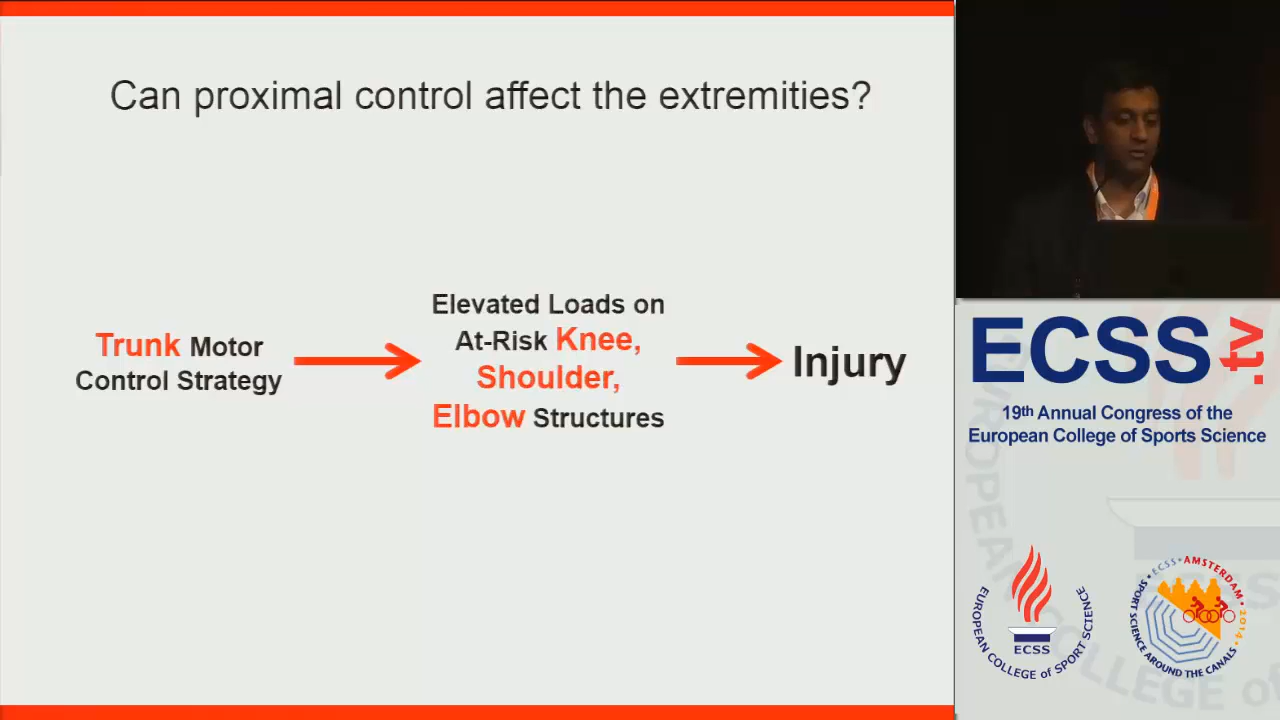 Can proximal control affect the extremities?
Trunk Motor
Control Strategy
Elevated Loads on
At-Risk Knee,
Shoulder,
Elbow Structures
Injury
ECSS.tv
19th Annual Congress of the
European College of Sports Science
EUROPEAN COLLEGE of SPORT SCIENCE
ECSS
SPORT • ECSS • AMSTERDAM • 2014 •
SCIENCE AROUND THE CANALS